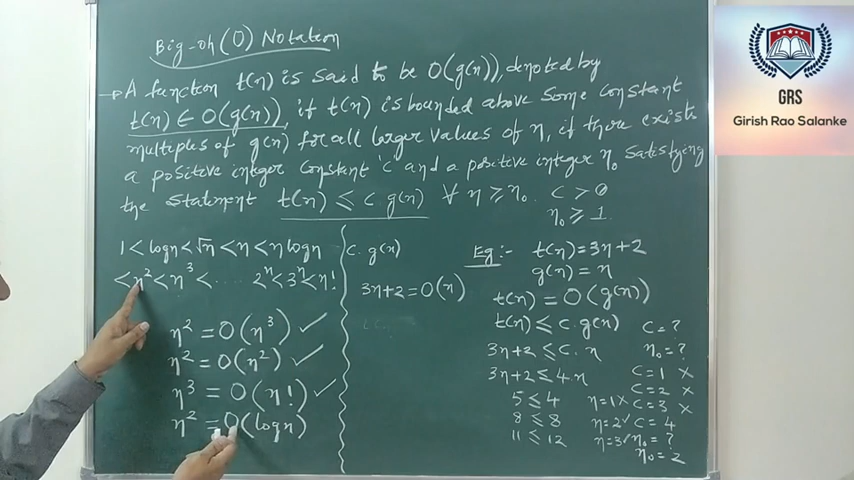 Big-oh (O) Notation
→ A function t(n) is said to be O(g(n)), denoted by
t(n) ∈ O(g(n)), if t(n) is bounded above some constant
multiples of g(n) for all larger values of n, if there exists
a positive integer constant 'c' and a positive integer n₀ satisfying
the statement t(n) ≤ c.g(n) ∀ n ≥ n₀. c > 0
n₀ ≥ 1
1 < logn < √n < n < n logn
< n² < n³ < ..... 2ⁿ < 3ⁿ < n!
n² = O(n³) ✓
n² = O(n²) ✓
n³ = O(n!) ✓
n² = O(logn)
c.g(n)
3n+2 = O(n)
Eg:- t(n) = 3n+2
g(n) = n
t(n) = O(g(n))
t(n) ≤ c.g(n)
3n+2 ≤ c.n
3n+2 ≤ 4.n
5 ≤ 4 n=1 ×
8 ≤ 8 n=2 ✓
11 ≤ 12 n=3 ✓
c = ?
n₀ = ?
c = 1 ×
c = 2 ×
c = 3 ×
c = 4
n₀ = ?
n₀ = 2
GRS
Girish Rao Salanke